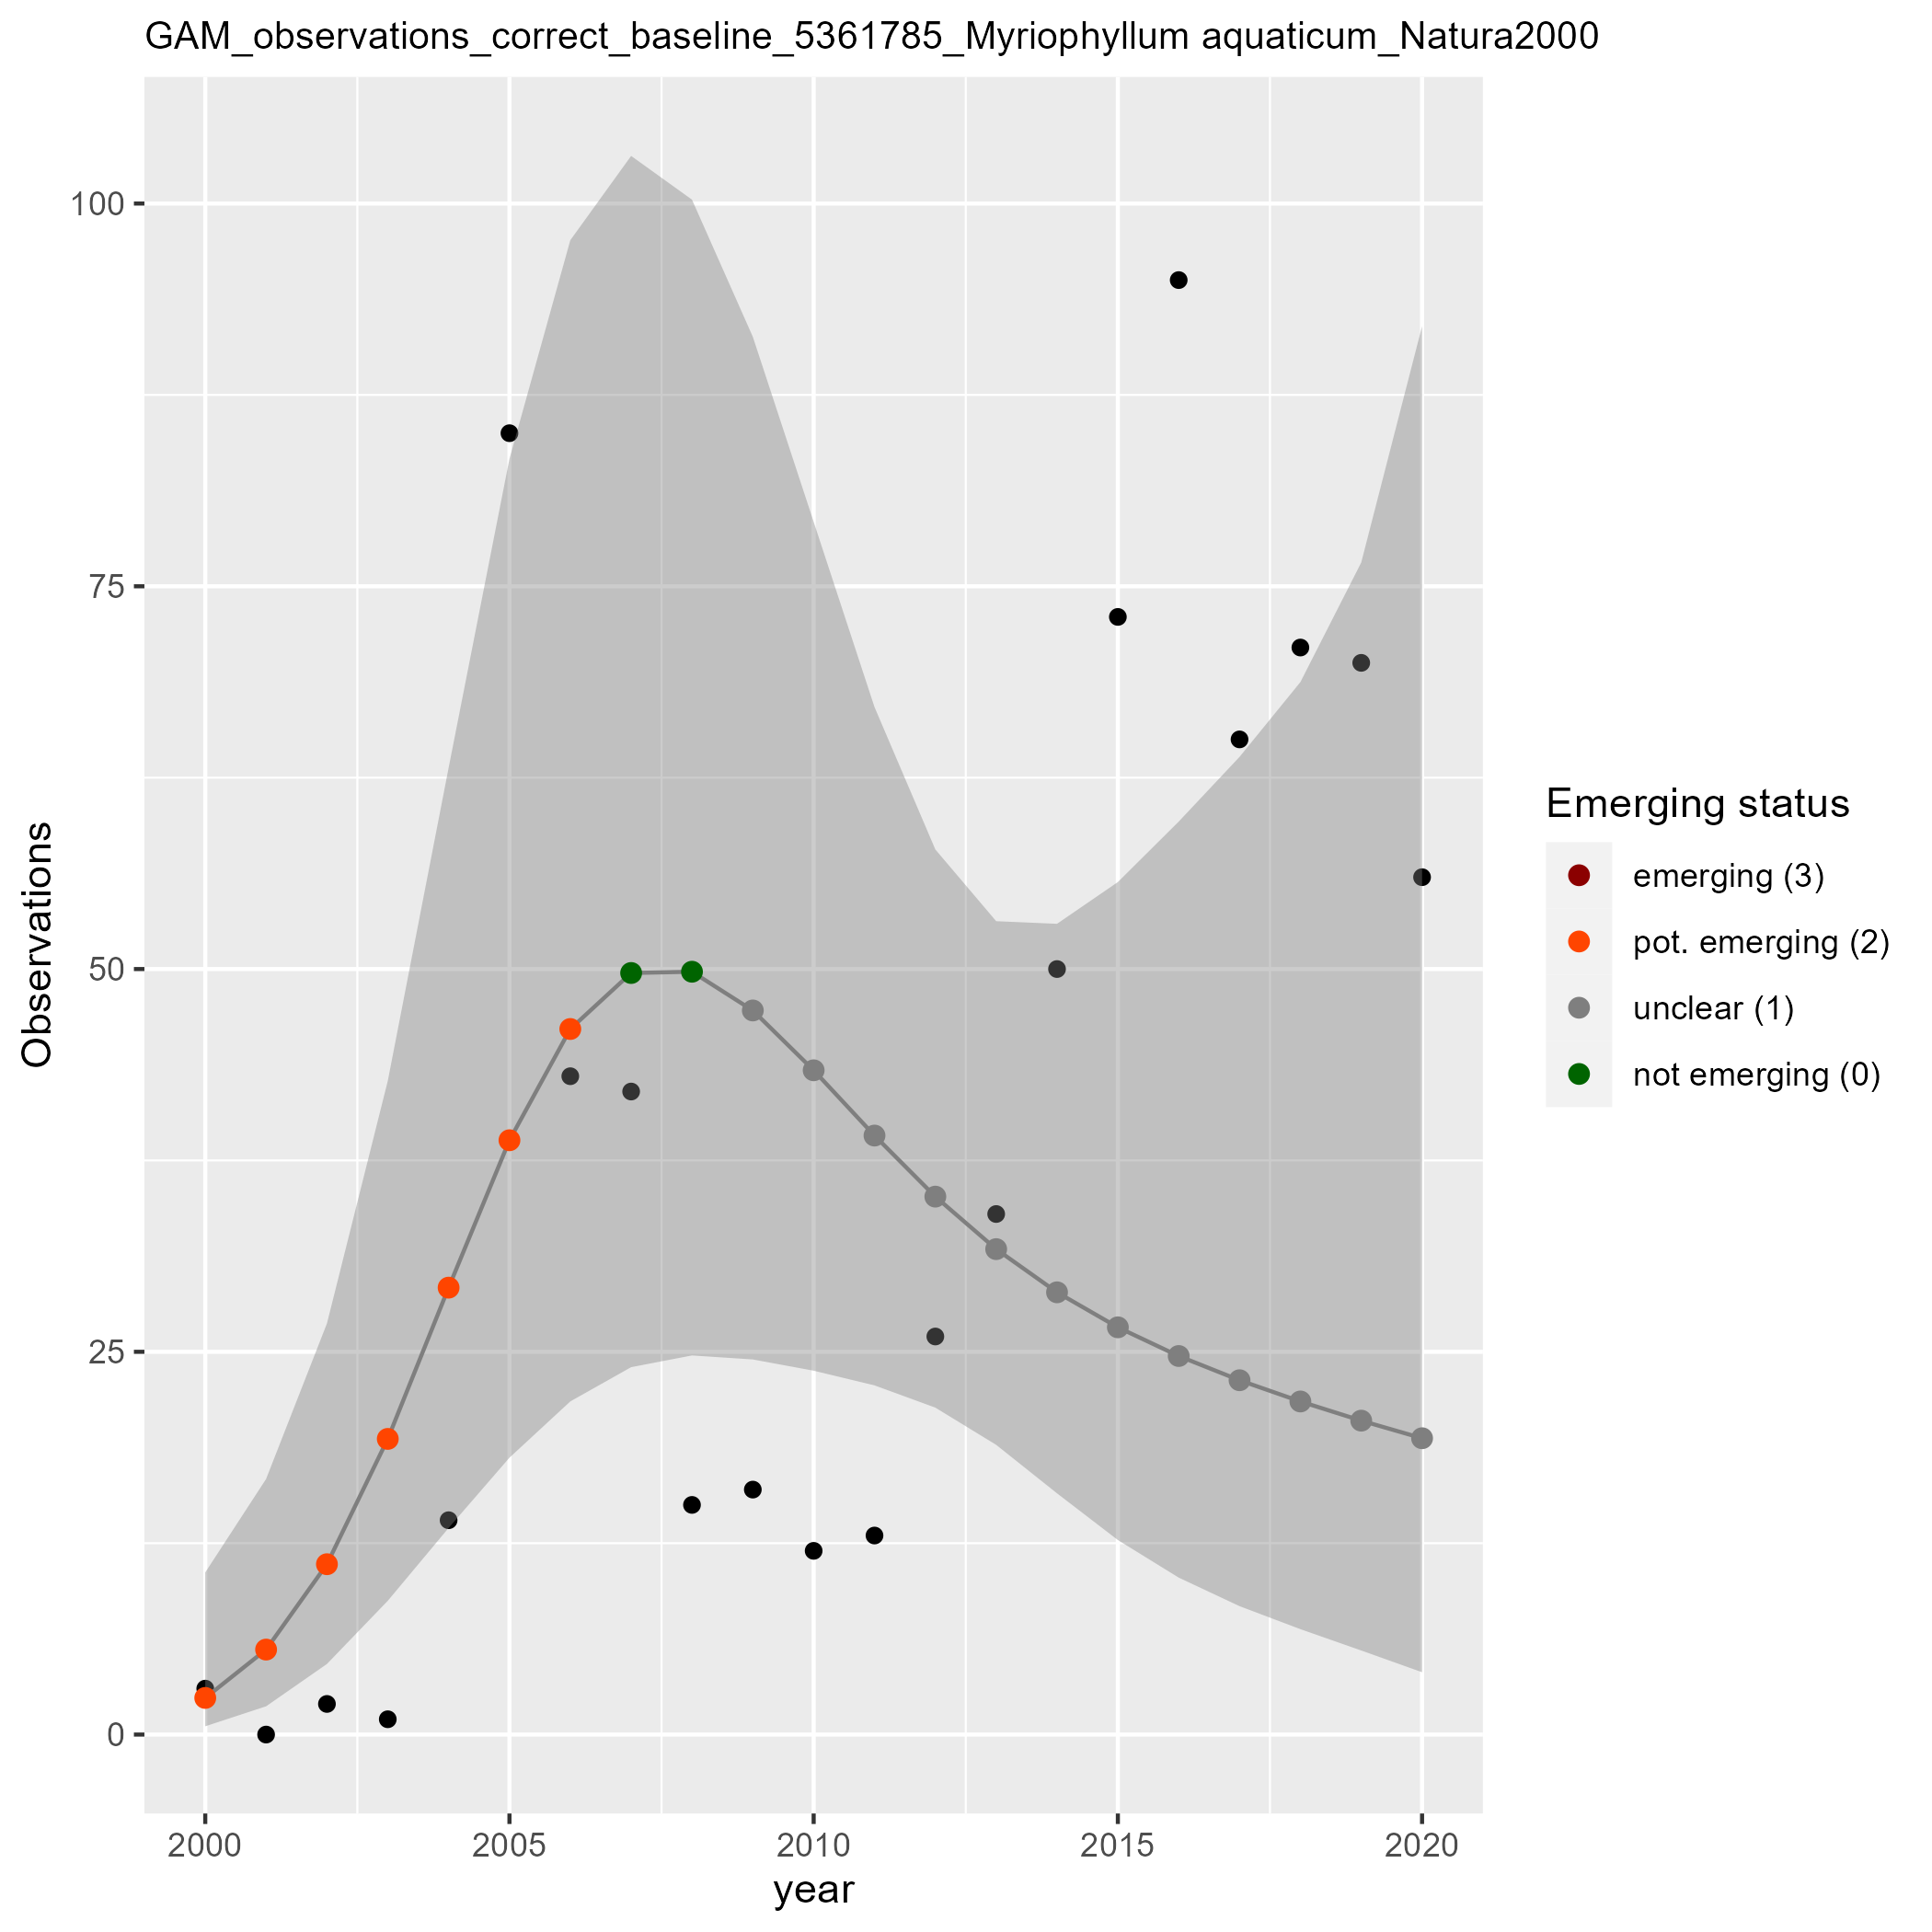 GAM_observations_correct_baseline_5361785_Myriophyllum aquaticum_Natura2000
100
75
50
25
0
Observations
2000 2005 2010 2015 2020
year
Emerging status
emerging (3)
pot. emerging (2)
unclear (1)
not emerging (0)